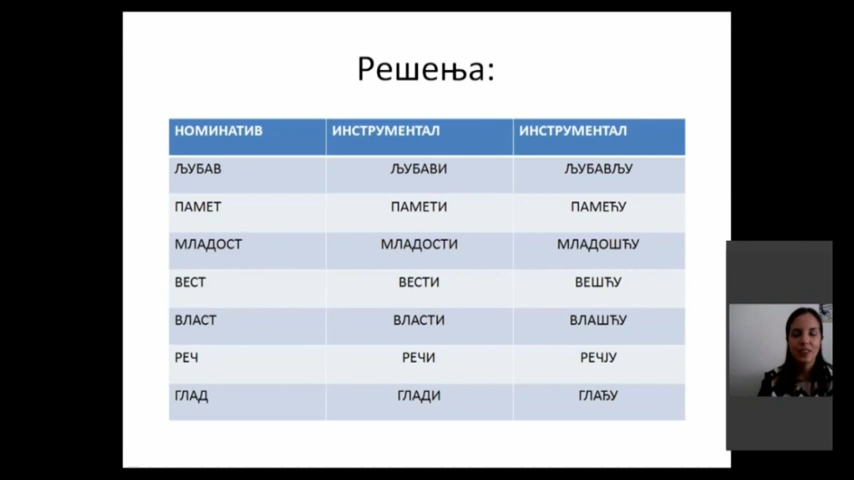 Решења:
НОМИНАТИВ ИНСТРУМЕНТАЛ ИНСТРУМЕНТАЛ
ЉУБАВ ЉУБАВИ ЉУБАВЉУ
ПАМЕТ ПАМЕТИ ПАМЕЋУ
МЛАДОСТ МЛАДОСТИ МЛАДОШЋУ
ВЕСТ ВЕСТИ ВЕШЋУ
ВЛАСТ ВЛАСТИ ВЛАШЋУ
РЕЧ РЕЧИ РЕЧЈУ
ГЛАД ГЛАДИ ГЛАЂУ